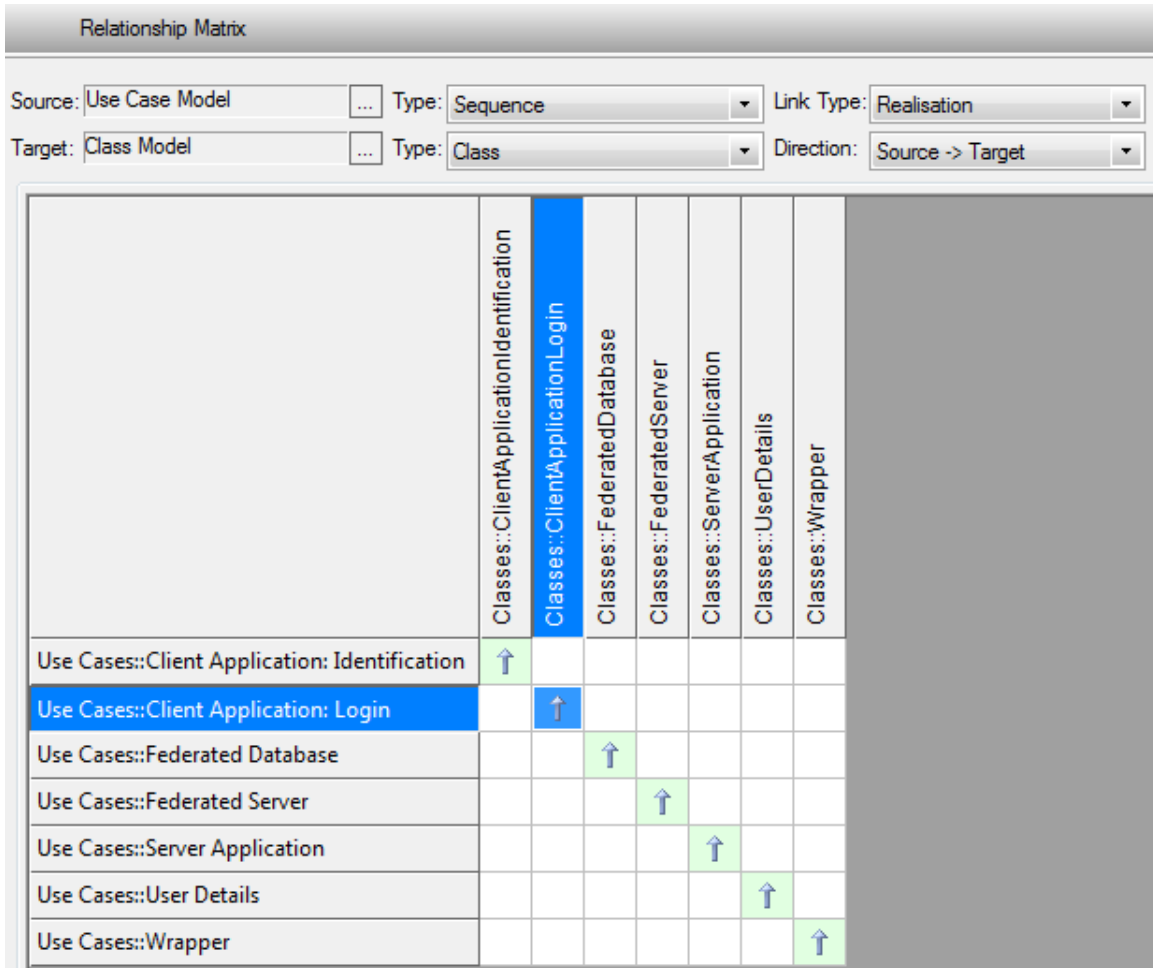 Relationship Matrix
Source: Use Case Model ... Type: Sequence Link Type: Realisation
Target: Class Model ... Type: Class Direction: Source -> Target
Classes::ClientApplicationIdentification
Classes::ClientApplicationLogin
Classes::FederatedDatabase
Classes::FederatedServer
Classes::ServerApplication
Classes::UserDetails
Classes::Wrapper
Use Cases::Client Application: Identification
Use Cases::Client Application: Login
Use Cases::Federated Database
Use Cases::Federated Server
Use Cases::Server Application
Use Cases::User Details
Use Cases::Wrapper